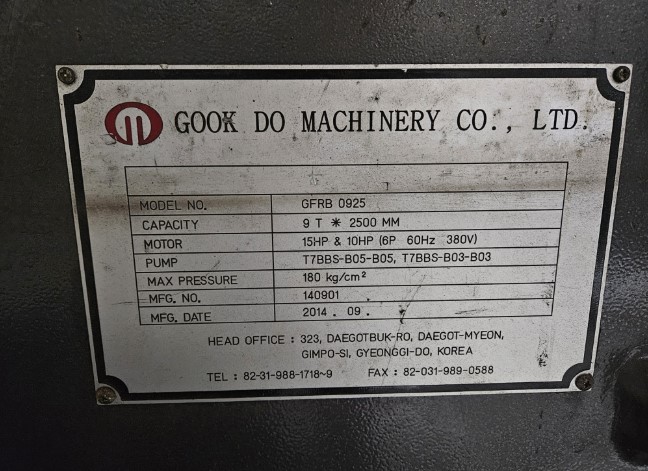 GOOK DO MACHINERY CO., LTD.
MODEL NO. GFRB 0925
CAPACITY 9 T * 2500 MM
MOTOR 15HP & 10HP (6P 60Hz 380V)
PUMP T7BBS-B05-B05, T7BBS-B03-B03
MAX PRESSURE 180 kg/cm²
MFG. NO. 140901
MFG. DATE 2014 . 09 .
HEAD OFFICE : 323, DAEGOTBUK-RO, DAEGOT-MYEON,
GIMPO-SI, GYEONGGI-DO, KOREA
TEL : 82-31-988-1718~9 FAX : 82-031-989-0588